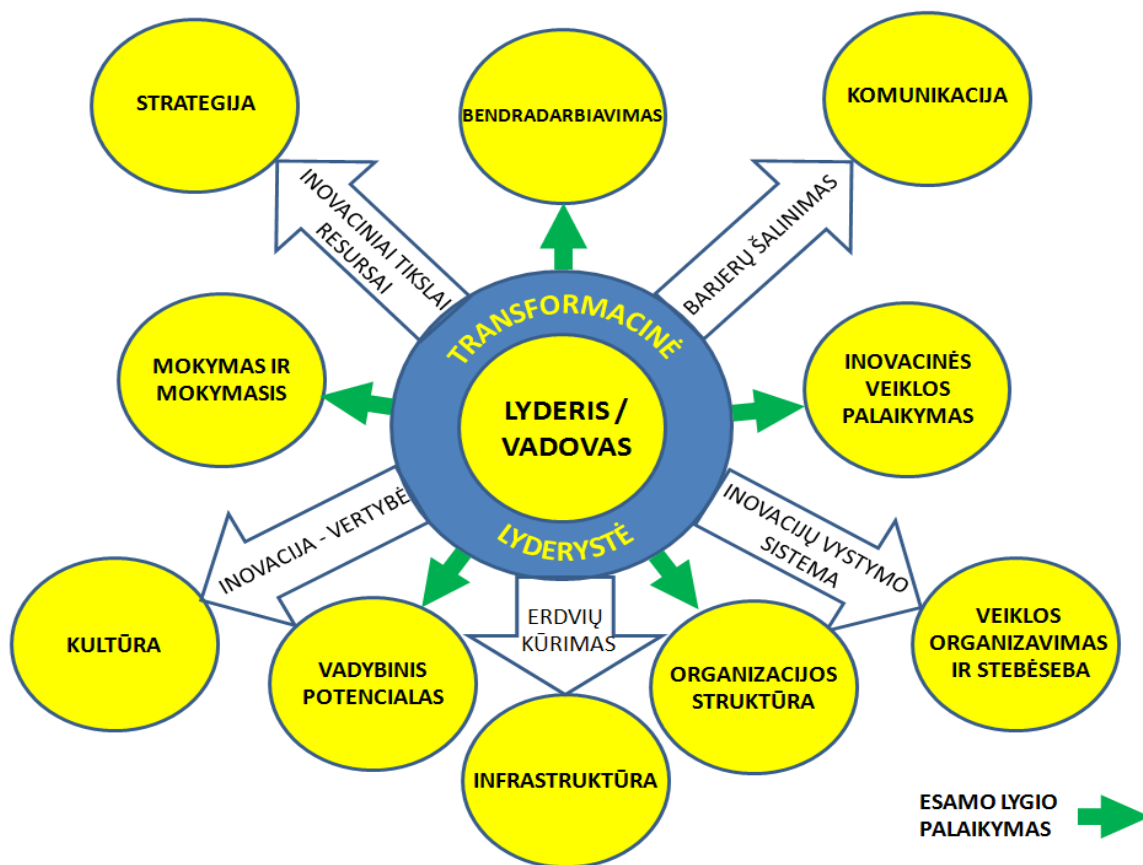 STRATEGIJA
BENDRADARBIAVIMAS
KOMUNIKACIJA
INOVACINIAI TIKSLAI
RESURSAI
BARJERŲ ŠALINIMAS
TRANSFORMACINĖ
LYDERIS /
VADOVAS
LYDERYSTĖ
MOKYMAS IR
MOKYMASIS
INOVACINĖS
VEIKLOS
PALAIKYMAS
INOVACIJA - VERTYBĖ
INOVACIJŲ VYSTYMO
SISTEMA
ERDVIŲ
KŪRIMAS
KULTŪRA
VADYBINIS
POTENCIALAS
INFRASTRUKTŪRA
ORGANIZACIJOS
STRUKTŪRA
VEIKLOS
ORGANIZAVIMAS
IR STEBĖSEBA
ESAMO LYGIO
PALAIKYMAS